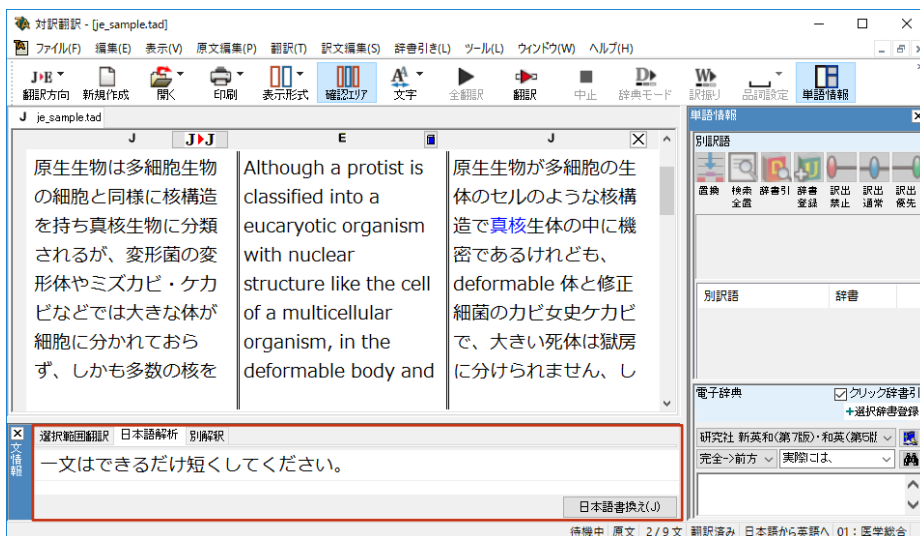 対訳翻訳 - [je_sample.tad]
ファイル(F) 編集(E) 表示(V) 原文編集(P) 翻訳(T) 訳文編集(S) 辞書引き(L) ツール(L) ウィンドウ(W) ヘルプ(H)
J▸E
翻訳方向 新規作成 開く 印刷 表示形式 確認エリア 文字 全翻訳 翻訳 中止 辞典モード 訳振り 品詞設定 単語情報
J je_sample.tad
J J▸J E J
原生生物は多細胞生物
の細胞と同様に核構造
を持ち真核生物に分類
されるが、変形菌の変
形体やミズカビ・ケカ
ビなどでは大きな体が
細胞に分かれておら
ず、しかも多数の核を
Although a protist is
classified into a
eucaryotic organism
with nuclear
structure like the cell
of a multicellular
organism, in the
deformable body and
原生生物が多細胞の生
体のセルのような核構
造で真核生体の中に機
密であるけれども、
deformable 体と修正
細菌のカビ女史ケカビ
で、大きい死体は獄房
に分けられません、し
単語情報
別訳語
置換 検索全置 辞書引 辞書登録 訳出禁止 訳出通常 訳出優先
別訳語 辞書
電子辞典 クリック辞書引
+選択辞書登録
研究社 新英和(第7版)・和英(第5版
完全->前方 実際には、
文情報
選択範囲翻訳 日本語解析 別解釈
一文はできるだけ短くしてください。
日本語書換え(J)
待機中 原文 2/9文 翻訳済み 日本語から英語へ 01：医学総合